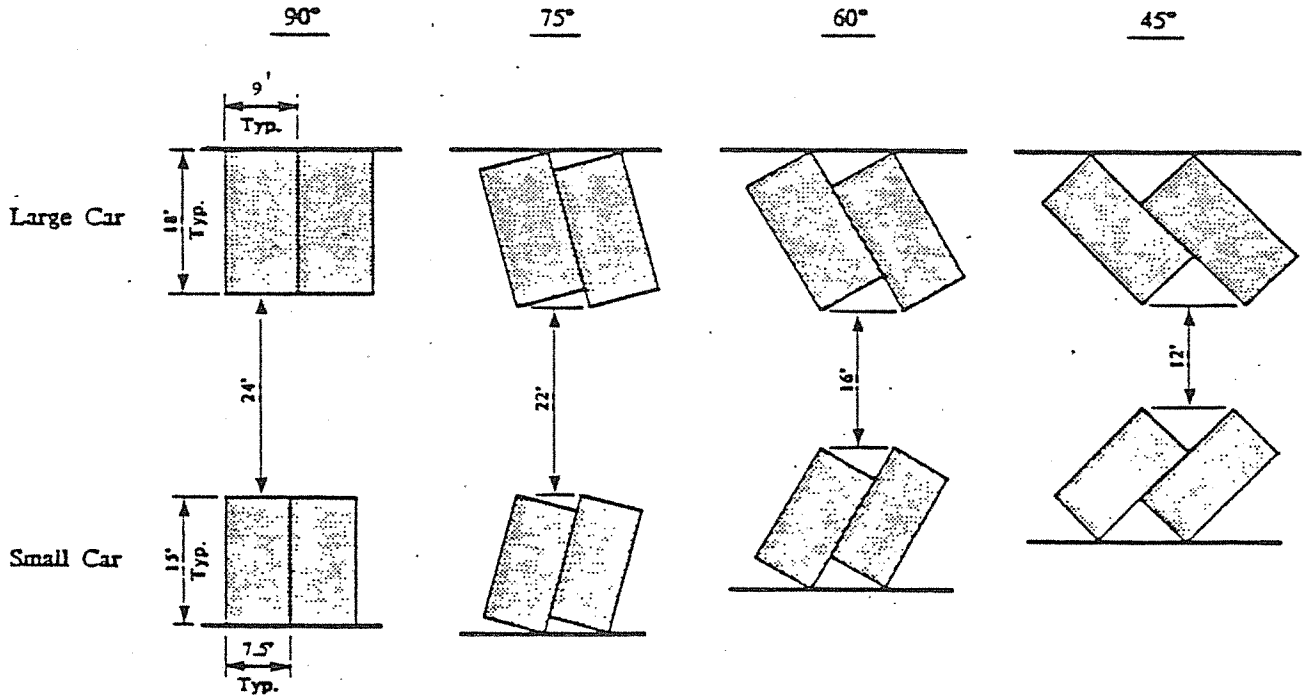 90° 75° 60° 45°
9'
Typ.
Large Car
18'
Typ.
24'
22'
16'
12'
Small Car
15'
Typ.
7.5'
Typ.